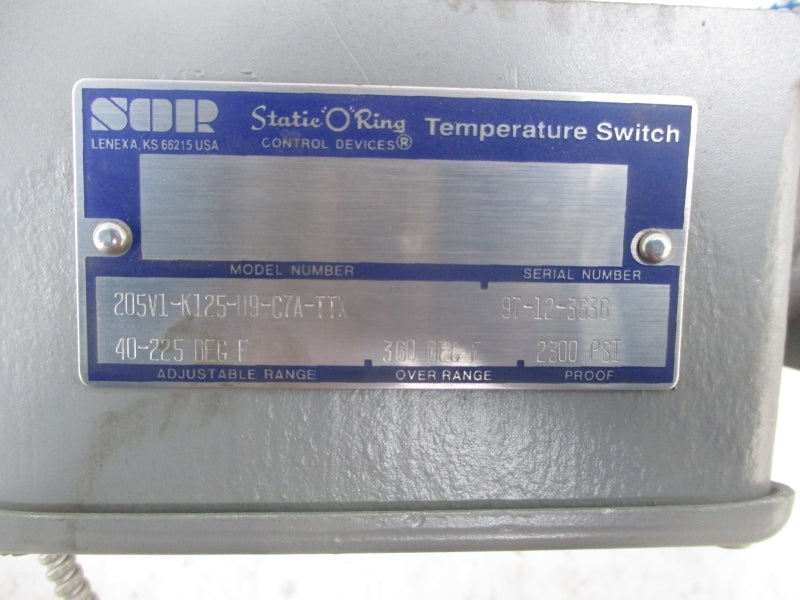 SOR Static "O" Ring Temperature Switch
LENEXA, KS 66215 USA CONTROL DEVICES®
MODEL NUMBER SERIAL NUMBER
205V1-K125-U9-C7A-TTX 97-12-3636
40-225 DEG F 360 DEG F 2300 PSI
ADJUSTABLE RANGE OVER RANGE PROOF